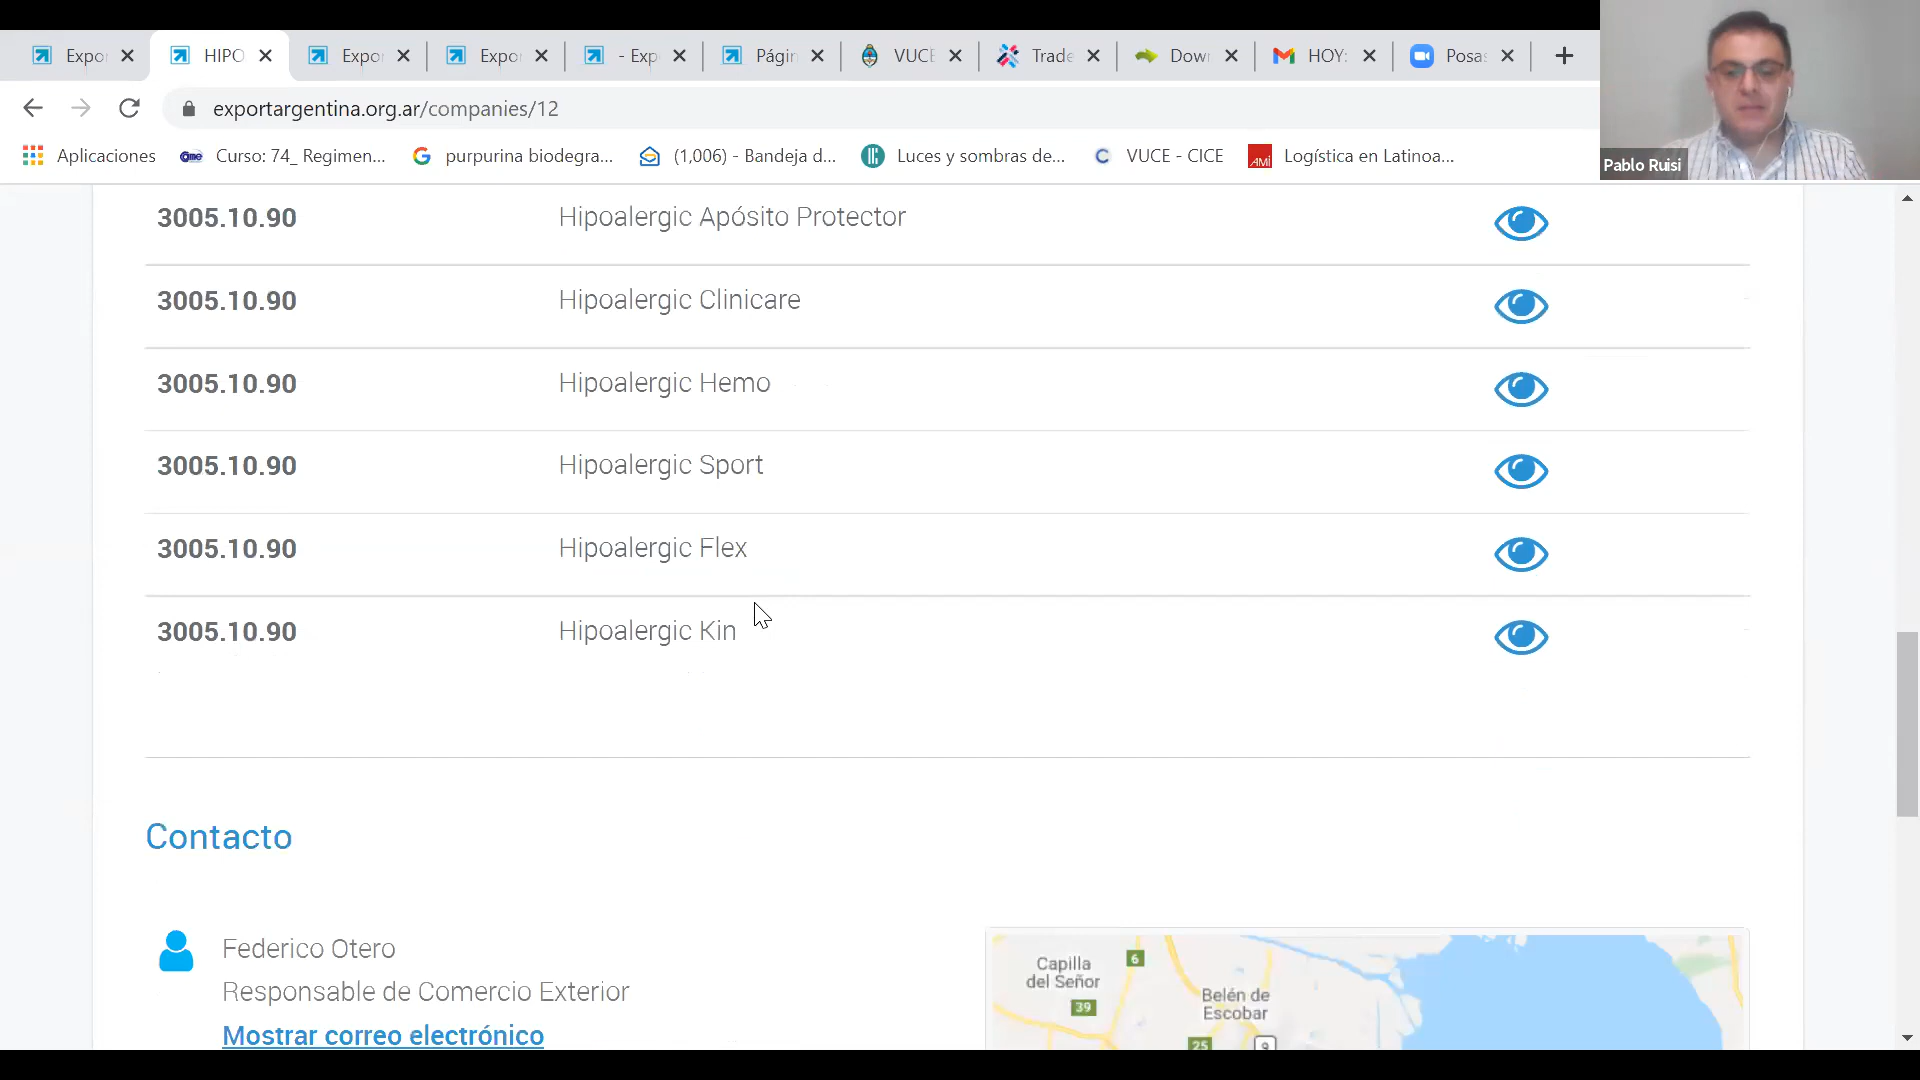 Expor
HIPO
Expor
Expor
- Exp
Págin
VUCE
Trade
Dow
HOY:
Posas
exportargentina.org.ar/companies/12
Aplicaciones
Curso: 74_ Regimen...
purpurina biodegra...
(1,006) - Bandeja d...
Luces y sombras de...
VUCE - CICE
Logística en Latinoa...
Pablo Ruisi
3005.10.90 Hipoalergic Apósito Protector
3005.10.90 Hipoalergic Clinicare
3005.10.90 Hipoalergic Hemo
3005.10.90 Hipoalergic Sport
3005.10.90 Hipoalergic Flex
3005.10.90 Hipoalergic Kin
Contacto
Federico Otero
Responsable de Comercio Exterior
Mostrar correo electrónico
Capilla
del Señor
6
39
Belén de
Escobar
25
9